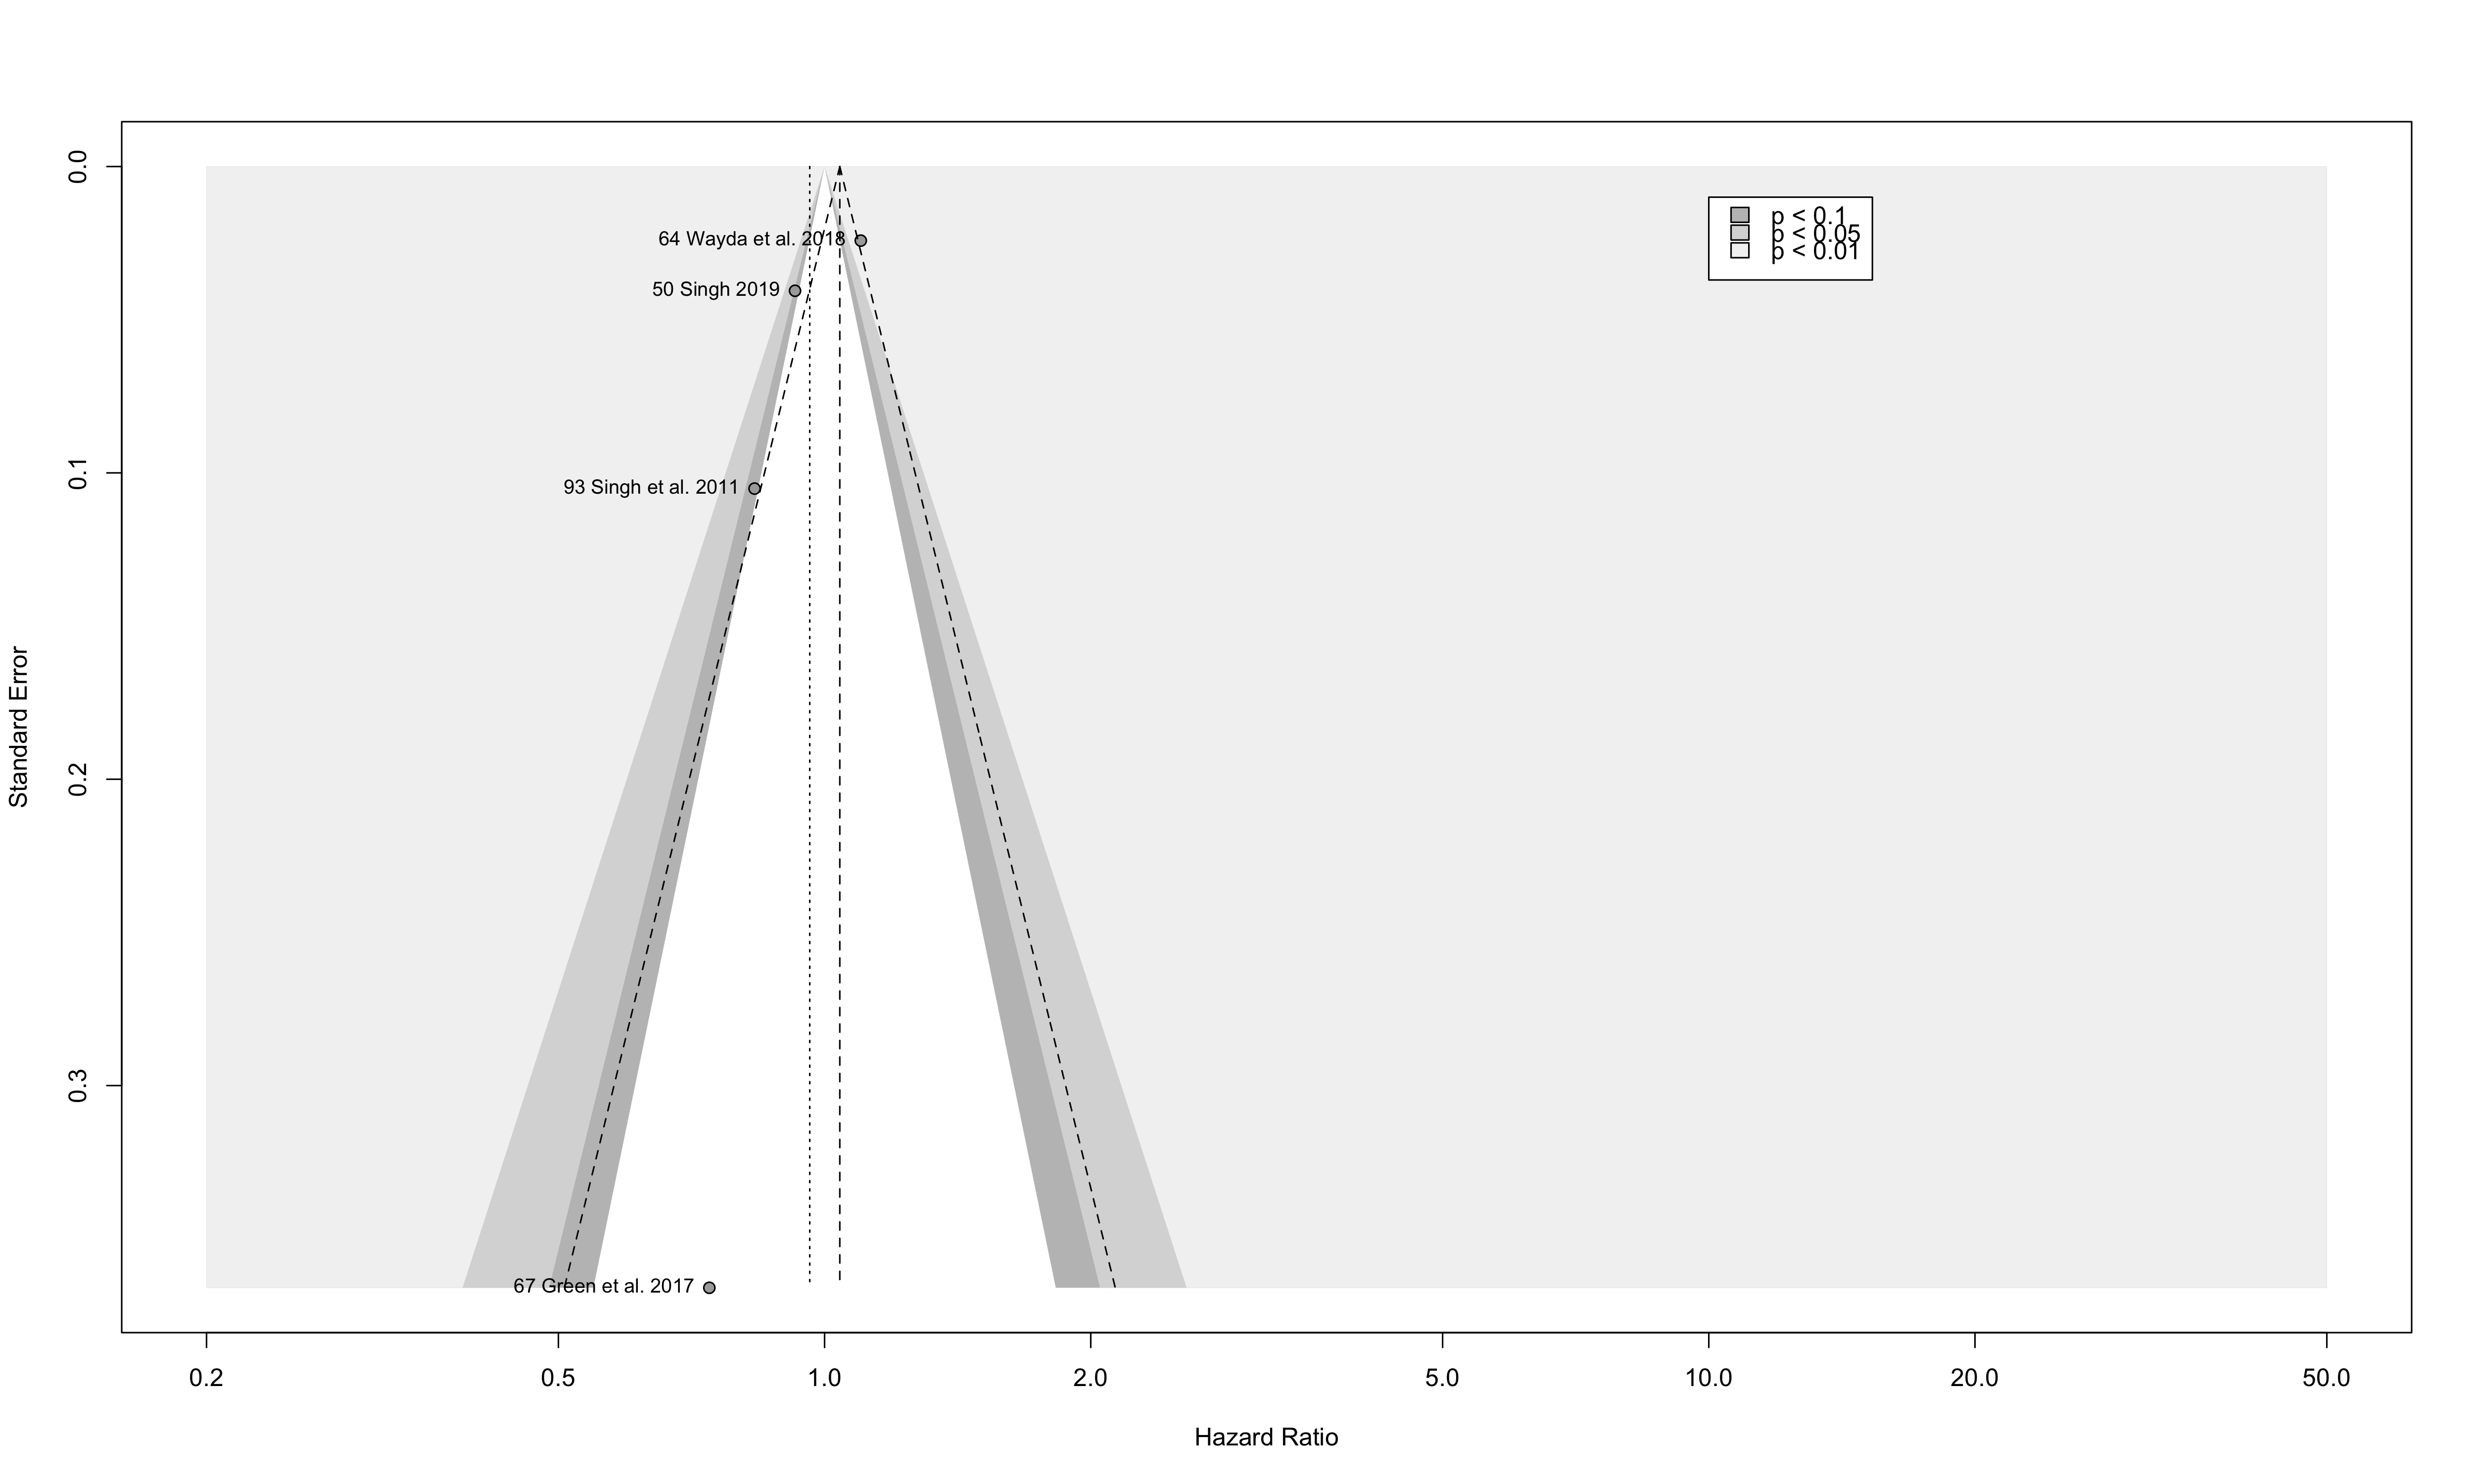 0.0
64 Wayda et al. 2018
p < 0.1
p < 0.05
p < 0.01
50 Singh 2019
0.1
93 Singh et al. 2011
Standard Error
0.2
0.3
67 Green et al. 2017
0.2 0.5 1.0 2.0 5.0 10.0 20.0 50.0
Hazard Ratio